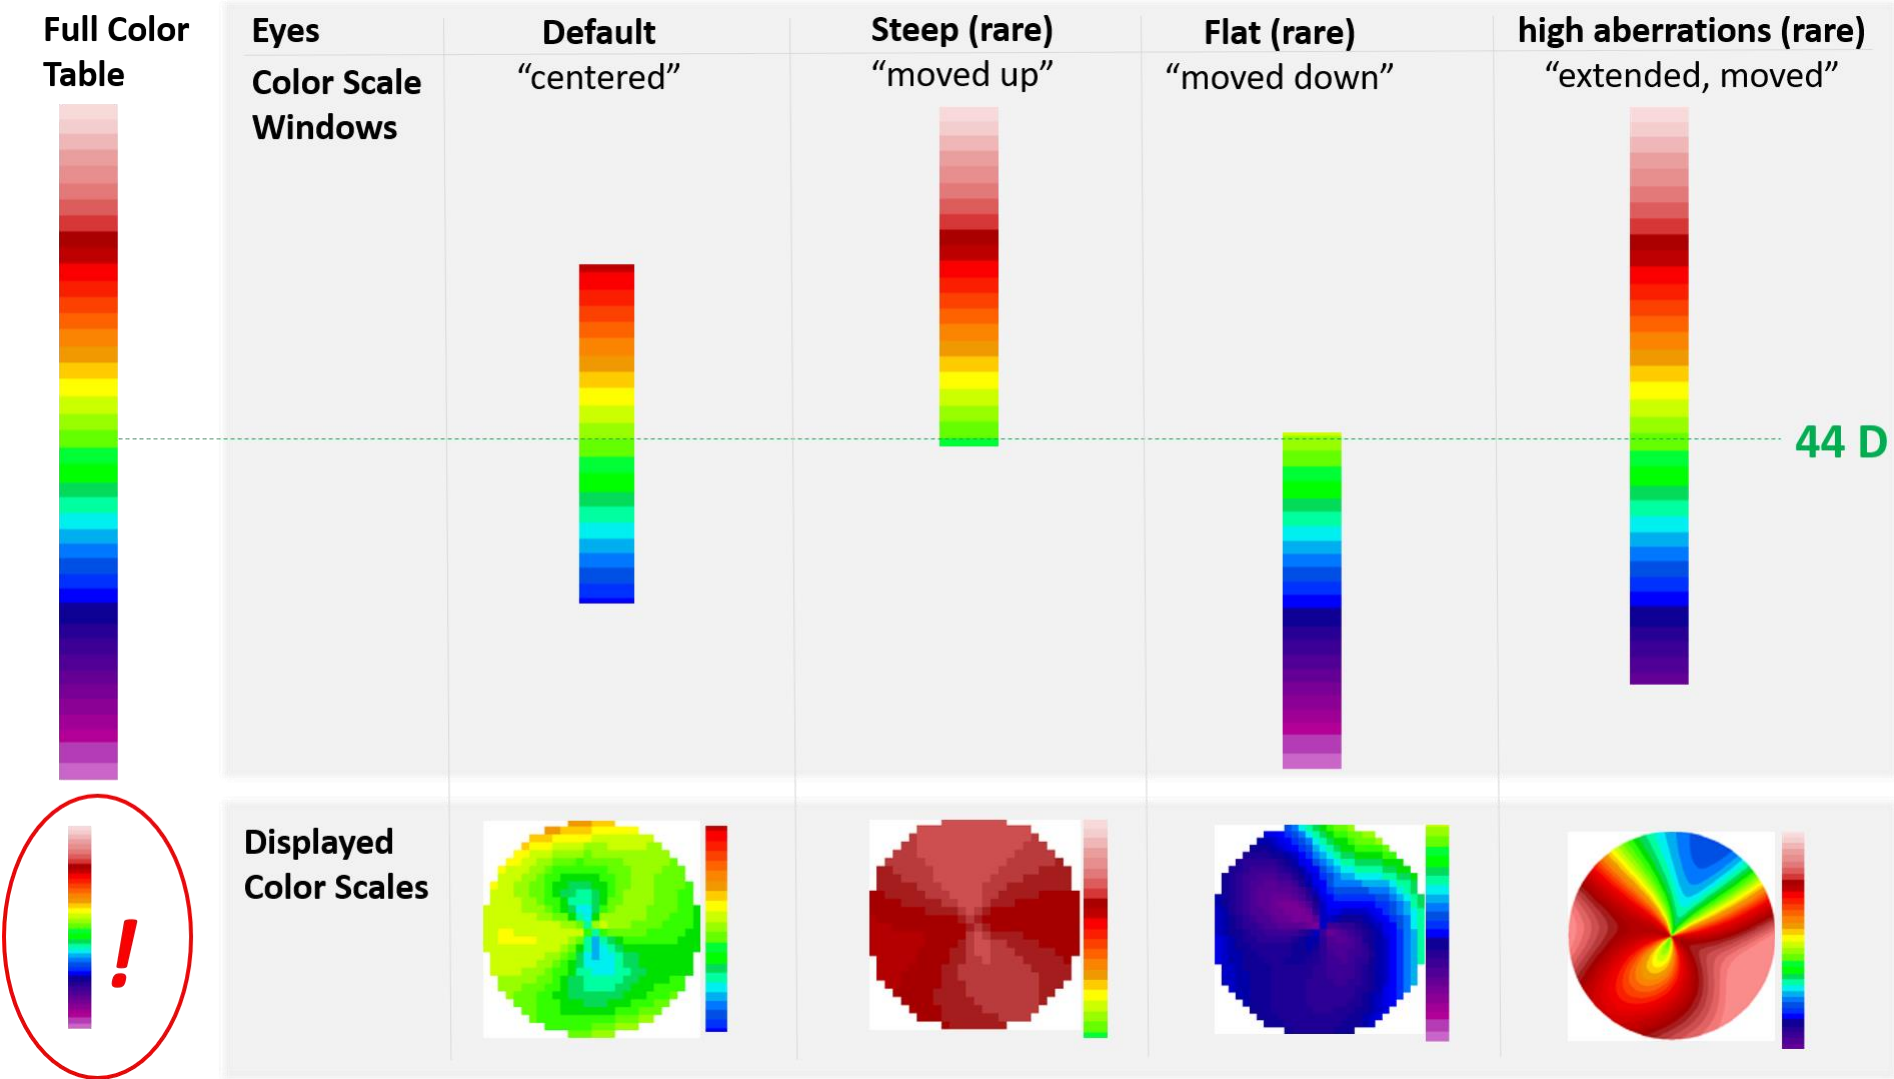 Full Color
Table
Eyes
Default
Steep (rare)
Flat (rare)
high aberrations (rare)
Color Scale
Windows
“centered”
“moved up”
“moved down”
“extended, moved”
44 D
!
Displayed
Color Scales